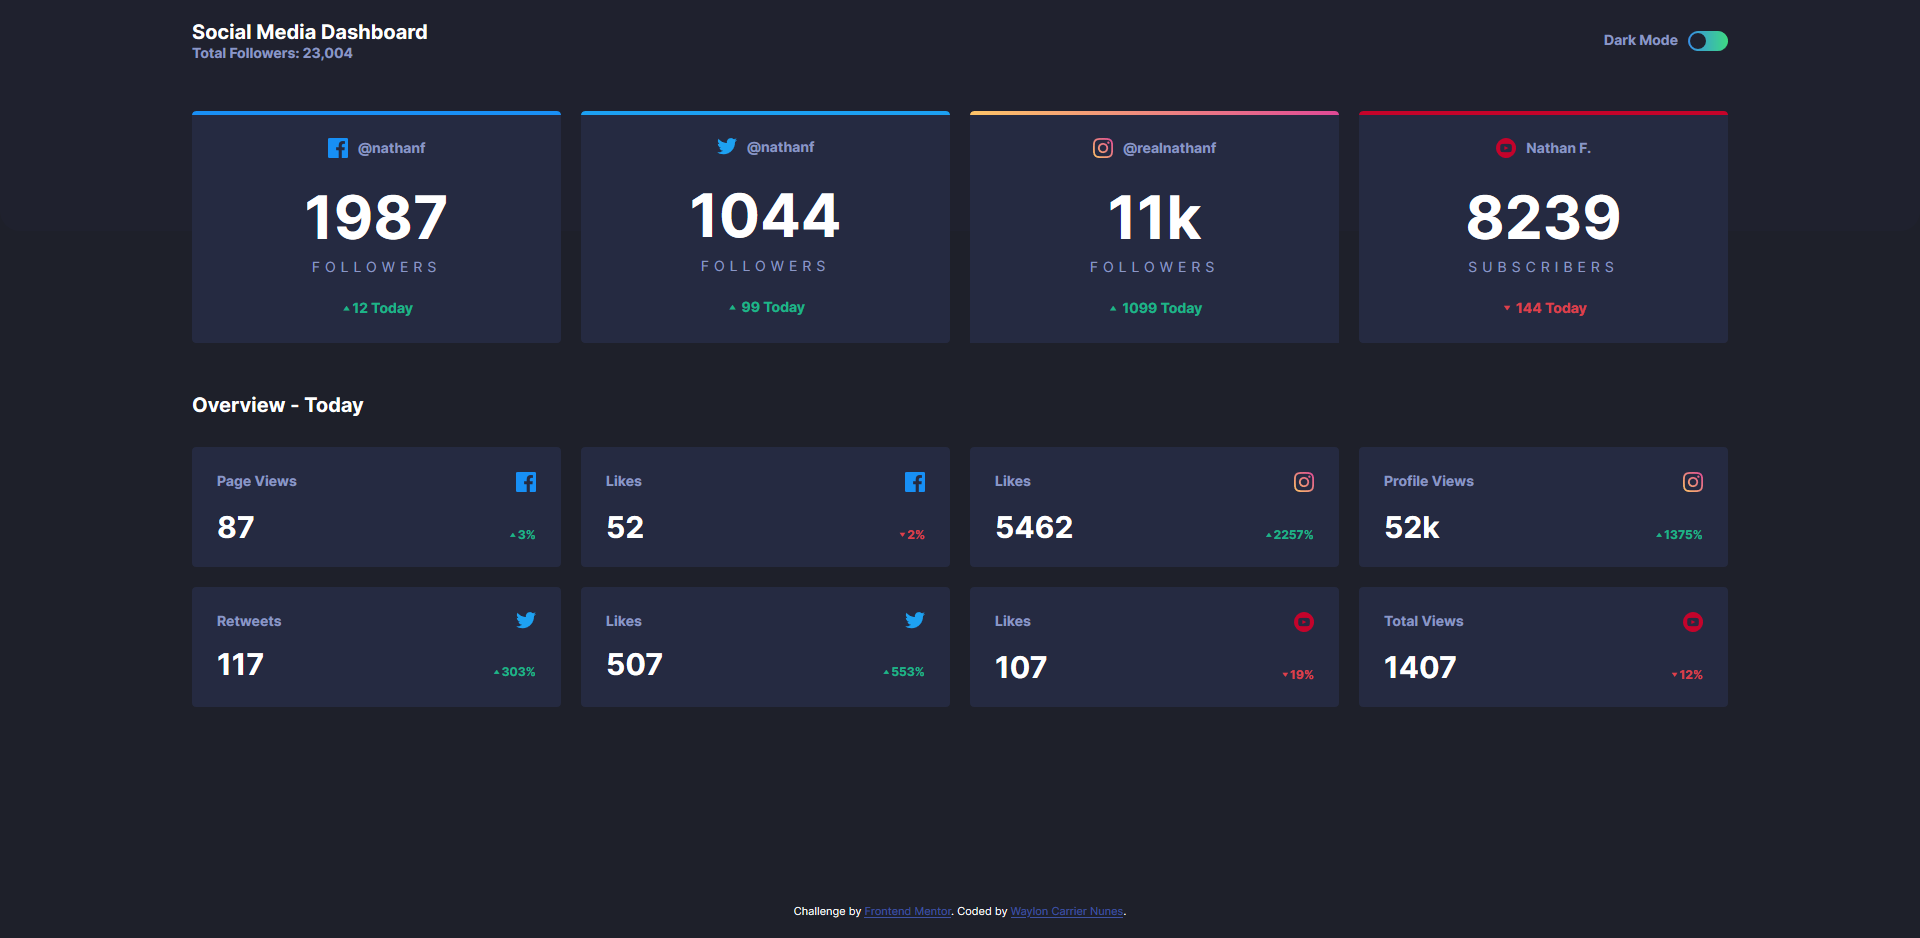 Social Media Dashboard
Total Followers: 23,004
Dark Mode
@nathanf
1987
FOLLOWERS
12 Today
@nathanf
1044
FOLLOWERS
99 Today
@realnathanf
11k
FOLLOWERS
1099 Today
Nathan F.
8239
SUBSCRIBERS
144 Today
Overview - Today
Page Views
87
3%
Likes
52
2%
Likes
5462
2257%
Profile Views
52k
1375%
Retweets
117
303%
Likes
507
553%
Likes
107
19%
Total Views
1407
12%
Challenge by Frontend Mentor. Coded by Waylon Carrier Nunes.